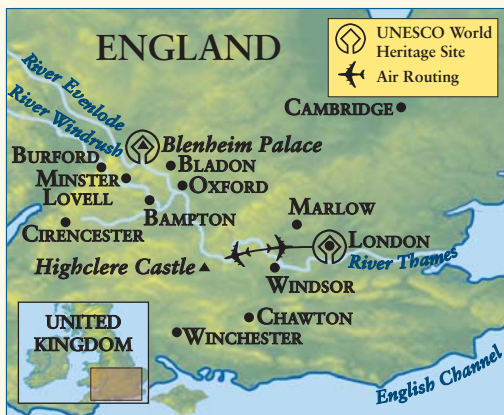 ENGLAND
UNESCO World
Heritage Site
Air Routing
River Evenlode
River Windrush
CAMBRIDGE
Blenheim Palace
BURFORD
BLADON
MINSTER
LOVELL
OXFORD
BAMPTON
CIRENCESTER
MARLOW
LONDON
River Thames
Highclere Castle
WINDSOR
UNITED
KINGDOM
CHAWTON
WINCHESTER
English Channel